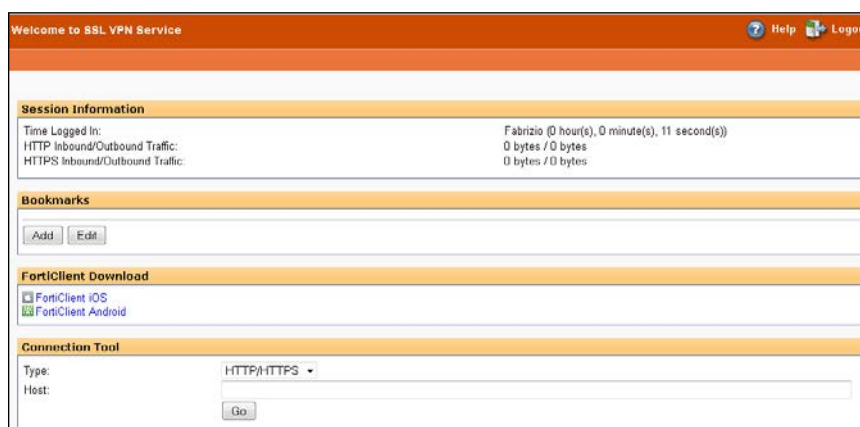 Welcome to SSL VPN Service
Help Logou
Session Information
Time Logged In: Fabrizio (0 hour(s), 0 minute(s), 11 second(s))
HTTP Inbound/Outbound Traffic: 0 bytes / 0 bytes
HTTPS Inbound/Outbound Traffic: 0 bytes / 0 bytes
Bookmarks
Add Edit
FortiClient Download
FortiClient iOS
FortiClient Android
Connection Tool
Type: HTTP/HTTPS
Host:
Go